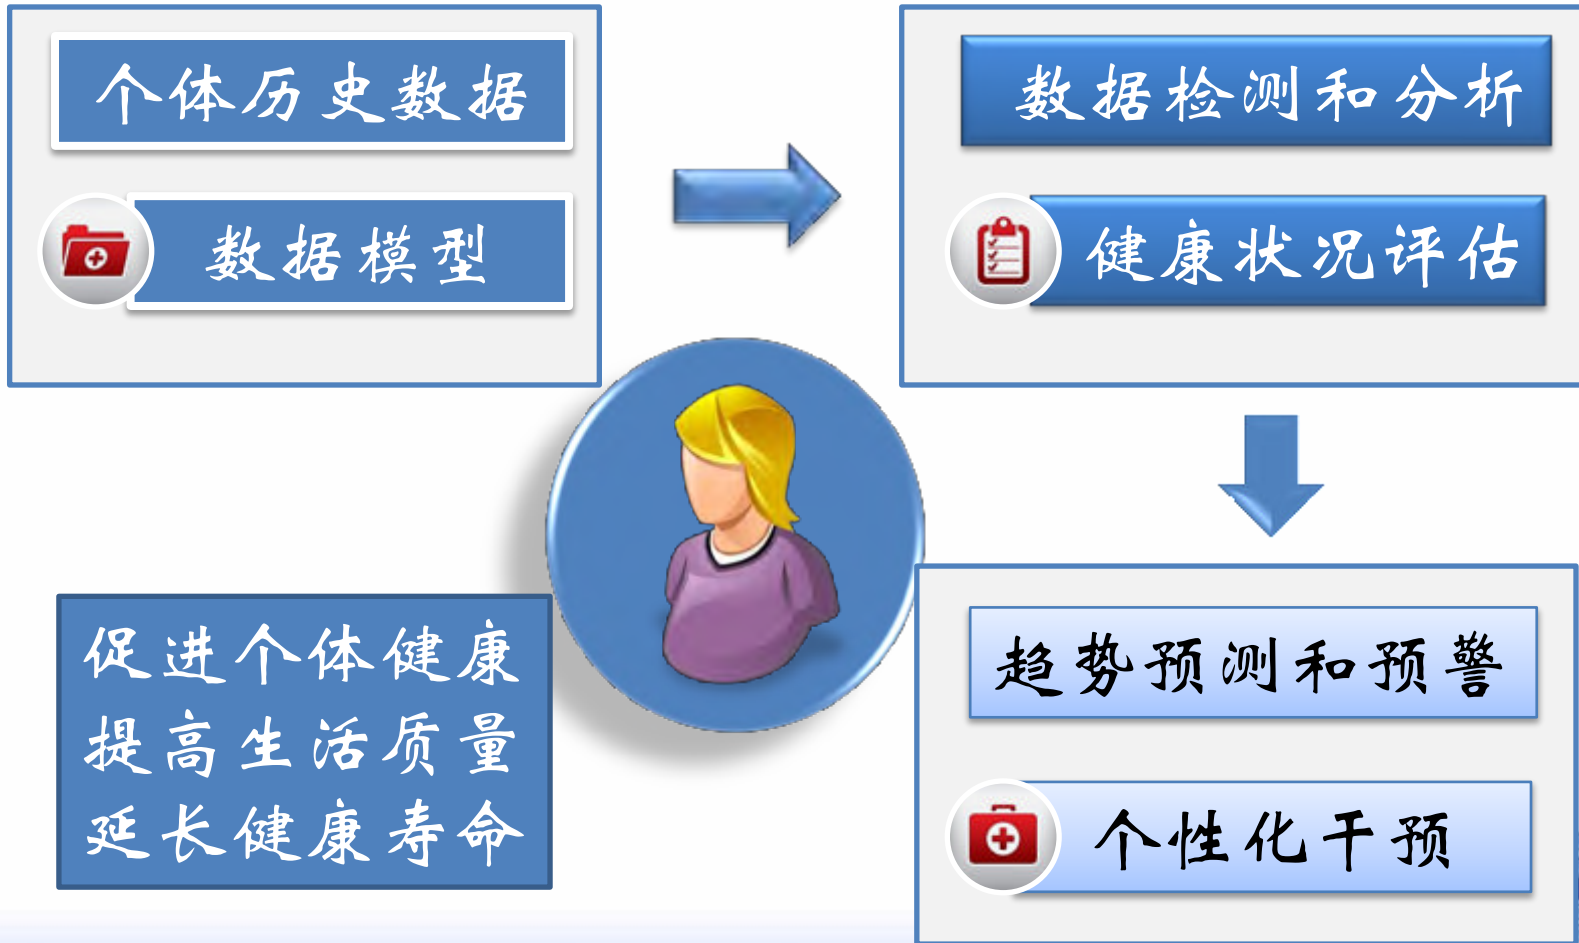 个体历史数据
数据模型
数据检测和分析
健康状况评估
趋势预测和预警
个性化干预
促进个体健康
提高生活质量
延长健康寿命